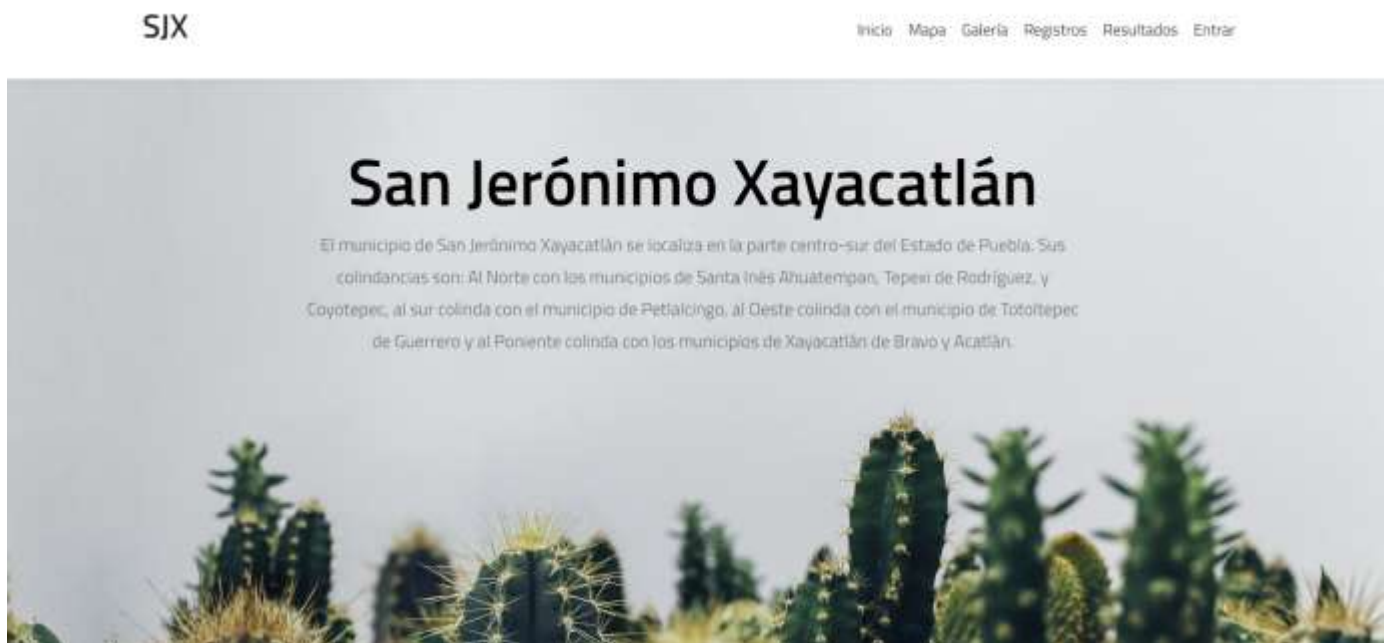 SJX
Inicio Mapa Galería Registros Resultados Entrar
San Jerónimo Xayacatlán
El municipio de San Jerónimo Xayacatlán se localiza en la parte centro-sur del Estado de Puebla. Sus
colindancias son: Al Norte con los municipios de Santa Inés Ahuatempan, Tepexi de Rodríguez, y
Coyotepec, al sur colinda con el municipio de Petlalcingo, al Oeste colinda con el municipio de Totoltepec
de Guerrero y al Poniente colinda con los municipios de Xayacatlán de Bravo y Acatlán.